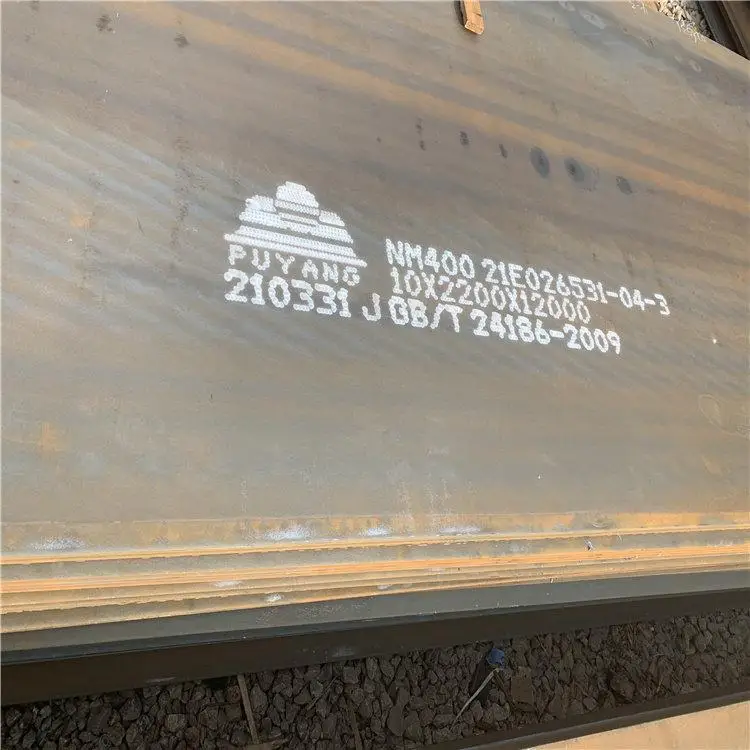 NM400 21E026531-04-3
PUYANG 10X2200X12000
210331 J GB/T 24186-2009